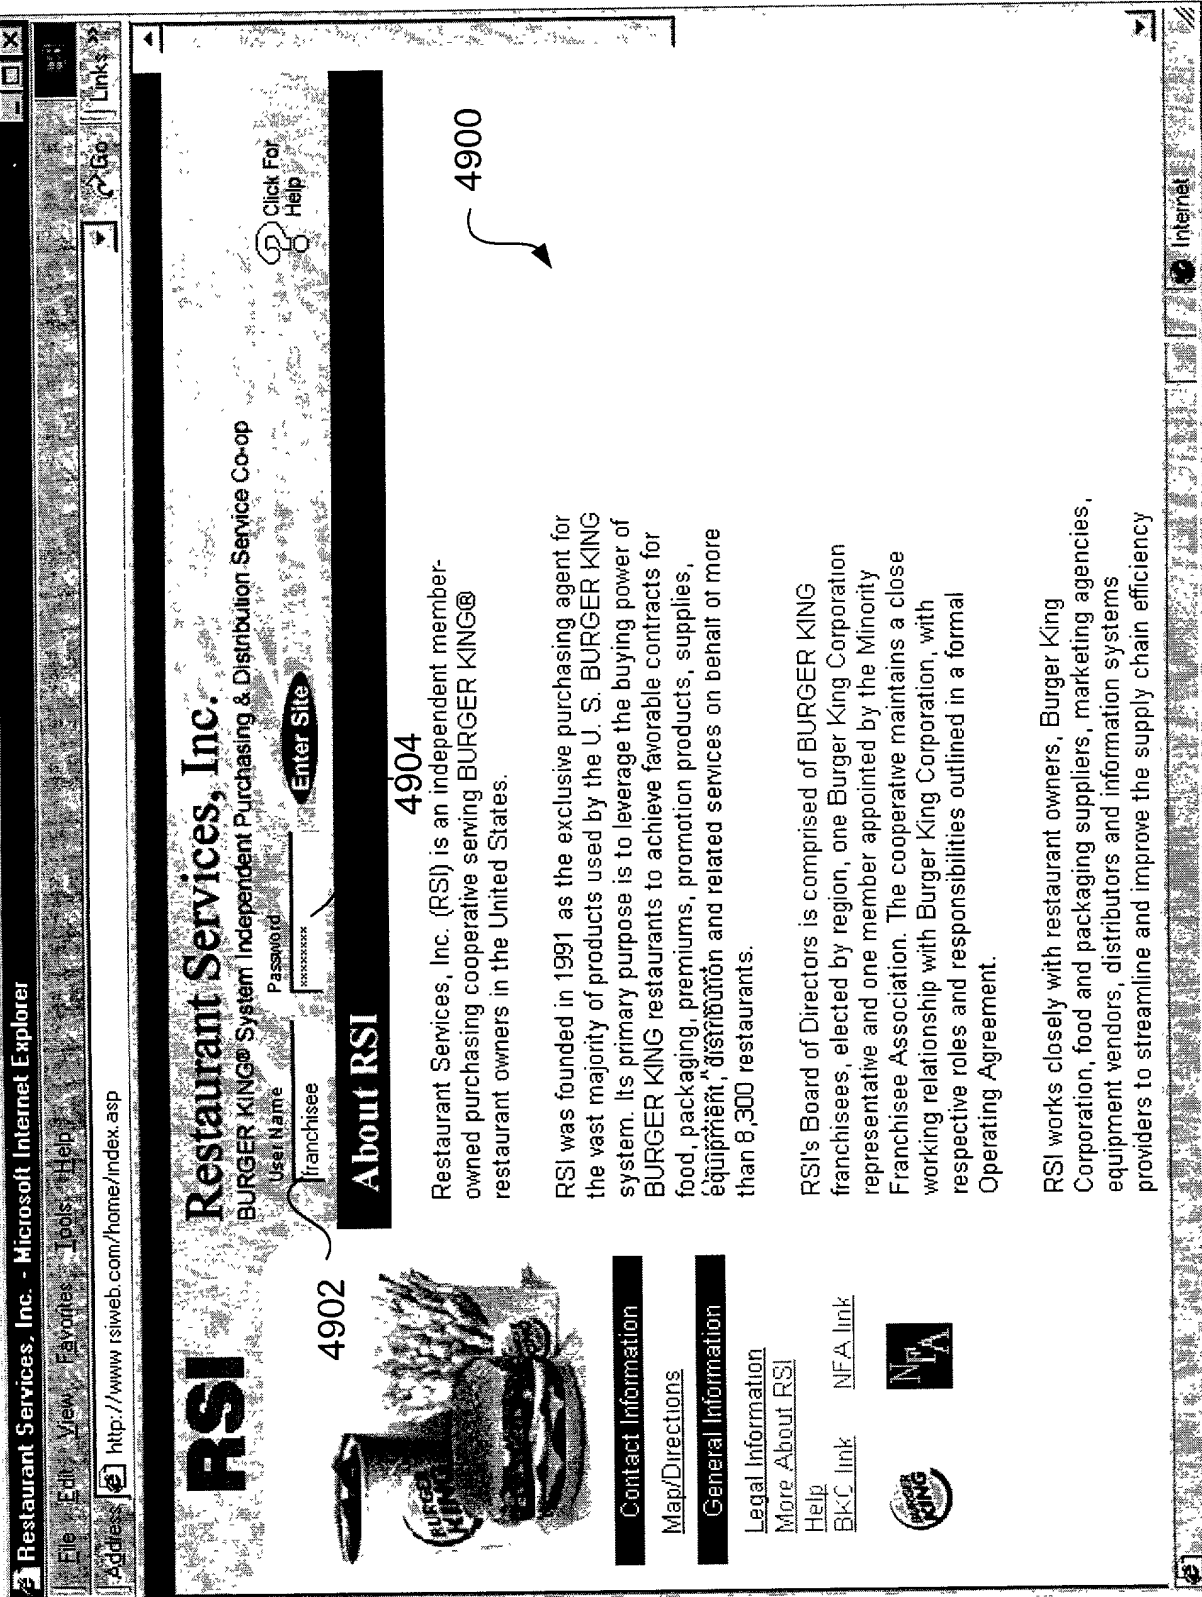 Restaurant Services, Inc. - Microsoft Internet Explorer
File Edit View Favorites Tools Help
Address http://www.rsiweb.com/home/index.asp Go Links »
RSI
Restaurant Services, Inc.
BURGER KING® System Independent Purchasing & Distribution Service Co-op
User Name Password
franchisee xxxxxxxxx Enter Site
Click For
Help
About RSI
4902
4904
4900
BURGER
KING
Restaurant Services, Inc. (RSI) is an independent member-
owned purchasing cooperative serving BURGER KING®
restaurant owners in the United States.
RSI was founded in 1991 as the exclusive purchasing agent for
the vast majority of products used by the U. S. BURGER KING
system. Its primary purpose is to leverage the buying power of
BURGER KING restaurants to achieve favorable contracts for
food, packaging, premiums, promotion products, supplies,
equipment, distribution and related services on behalf of more
than 8,300 restaurants.
RSI's Board of Directors is comprised of BURGER KING
franchisees, elected by region, one Burger King Corporation
representative and one member appointed by the Minority
Franchisee Association. The cooperative maintains a close
working relationship with Burger King Corporation, with
respective roles and responsibilities outlined in a formal
Operating Agreement.
RSI works closely with restaurant owners, Burger King
Corporation, food and packaging suppliers, marketing agencies,
equipment vendors, distributors and information systems
providers to streamline and improve the supply chain efficiency
Contact Information
Map/Directions
General Information
Legal Information
More About RSI
Help
BKC link NFA link
BURGER
KING
NFA
Internet